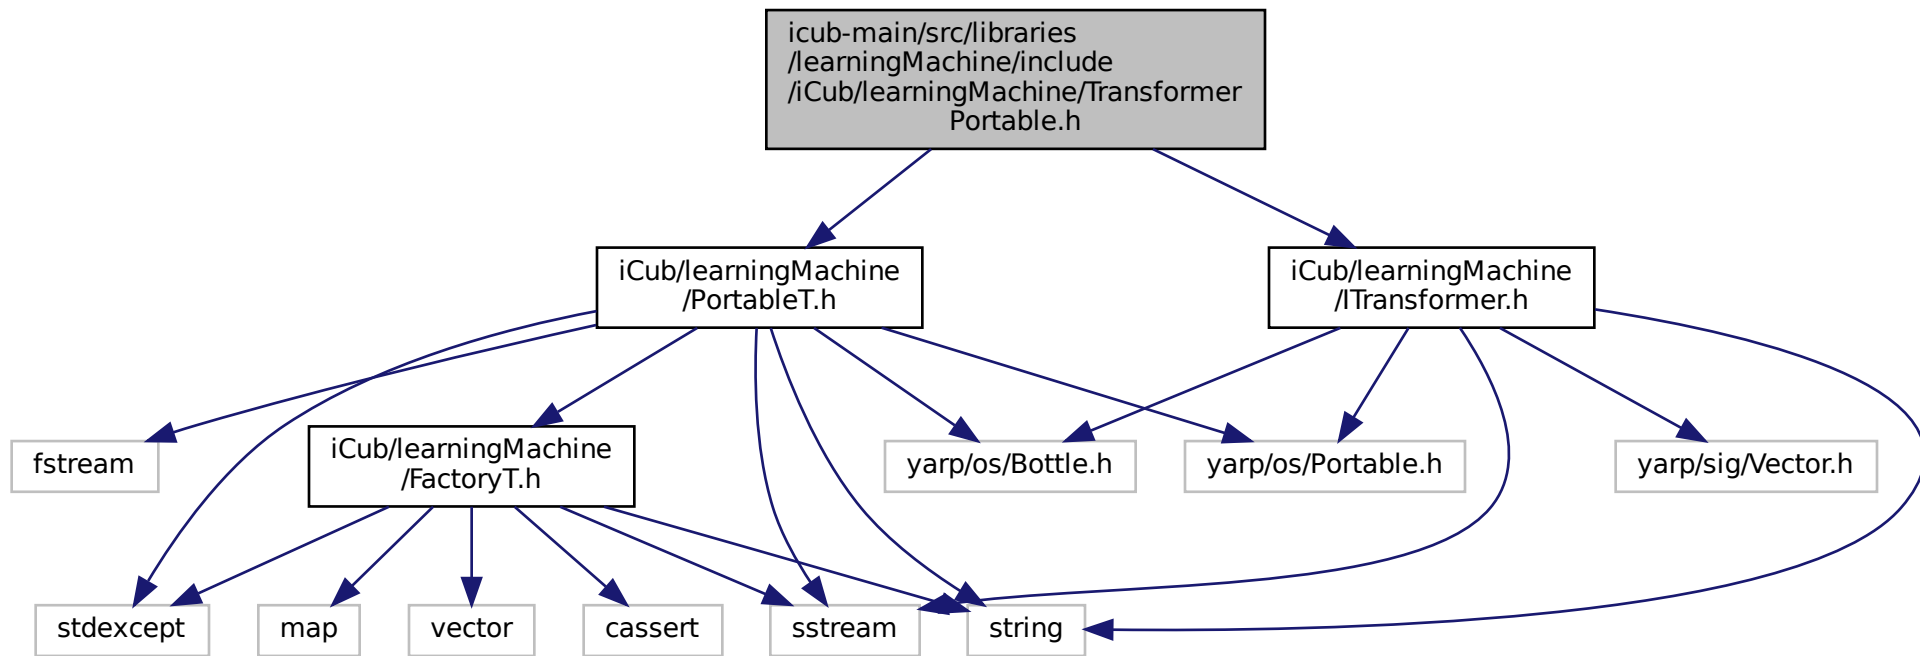 icub-main/src/libraries
/learningMachine/include
/iCub/learningMachine/Transformer
Portable.h
iCub/learningMachine
/PortableT.h
iCub/learningMachine
/ITransformer.h
fstream
iCub/learningMachine
/FactoryT.h
yarp/os/Bottle.h
yarp/os/Portable.h
yarp/sig/Vector.h
stdexcept
map
vector
cassert
sstream
string